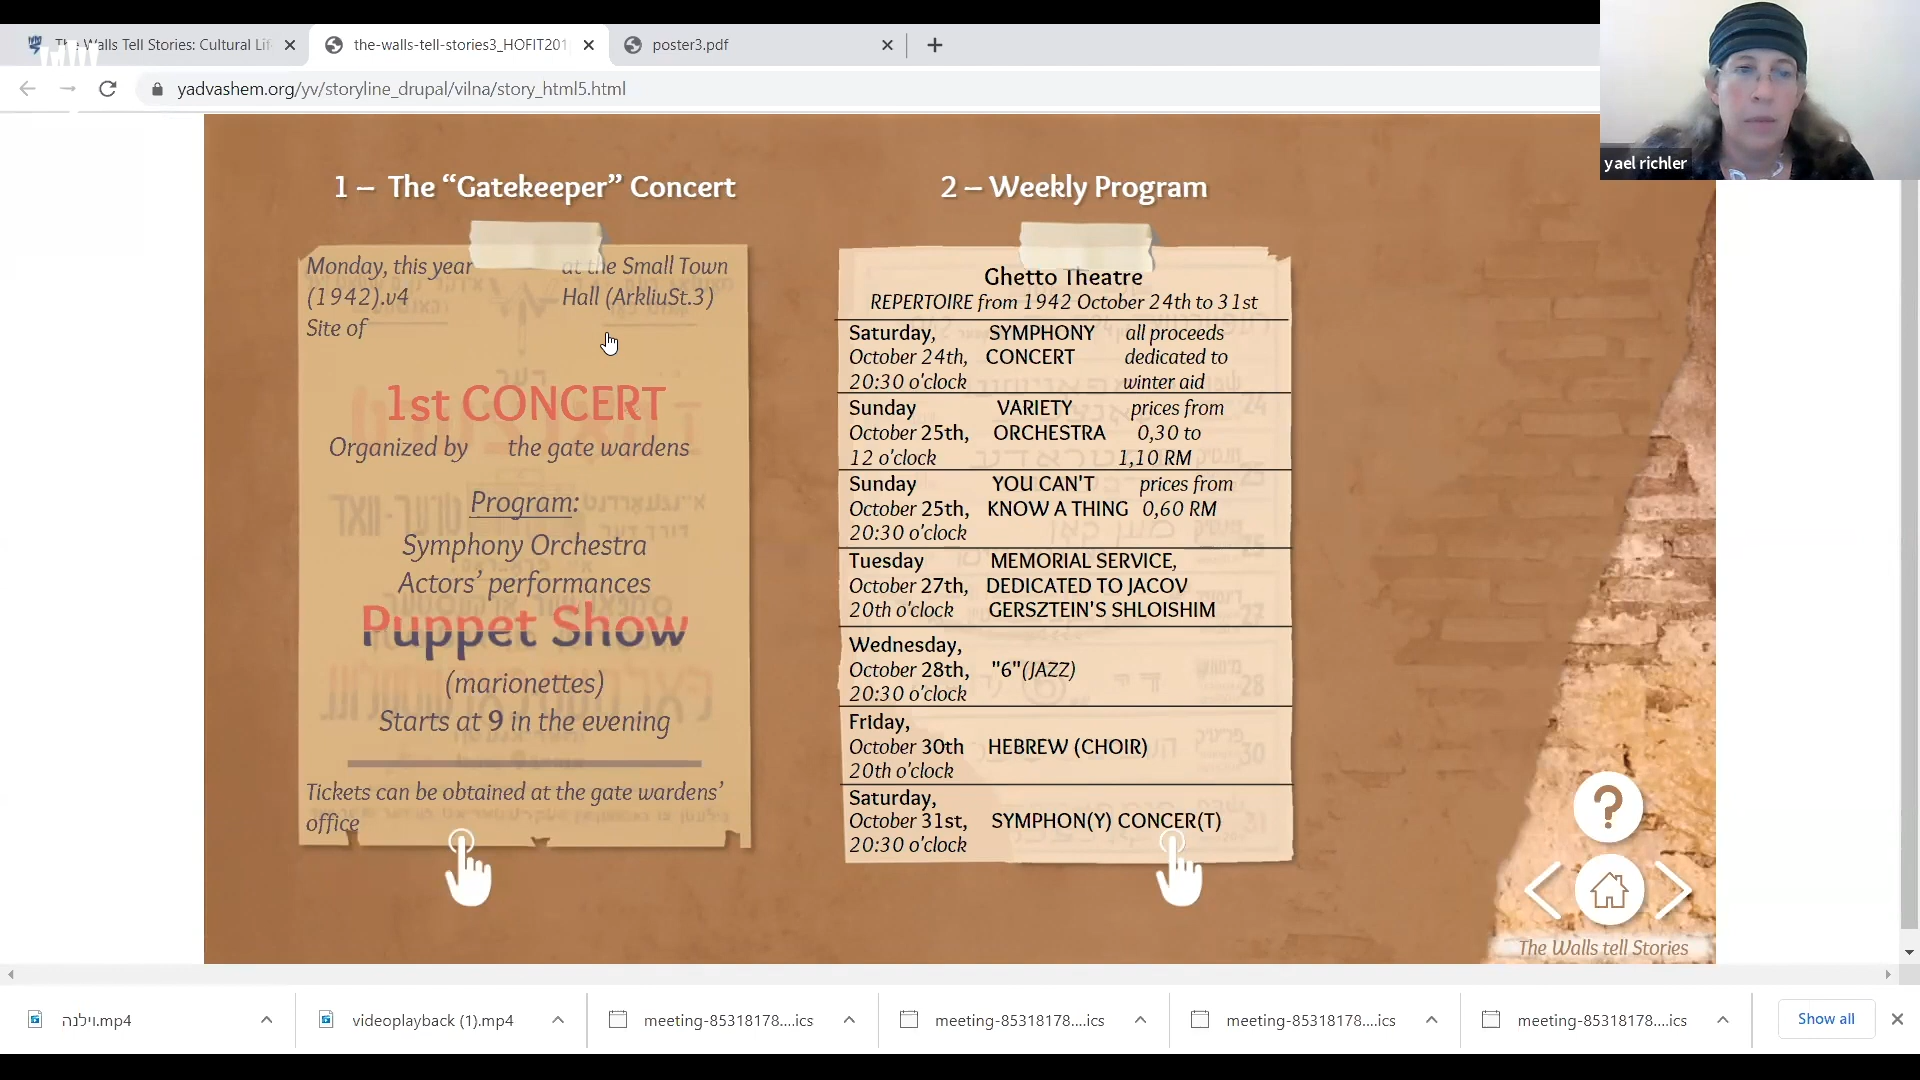 The Walls Tell Stories: Cultural Lif
the-walls-tell-stories3_HOFIT201
poster3.pdf
yadvashem.org/yv/storyline_drupal/vilna/story_html5.html
yael richler
1 – The “Gatekeeper” Concert
Monday, this year at the Small Town
(1942).v4 Hall (ArkliuSt.3)
Site of
1st CONCERT
Organized by the gate wardens
Program:
Symphony Orchestra
Actors’ performances
Puppet Show
(marionettes)
Starts at 9 in the evening
Tickets can be obtained at the gate wardens’
office
2 – Weekly Program
Ghetto Theatre
REPERTOIRE from 1942 October 24th to 31st
Saturday, SYMPHONY all proceeds
October 24th, CONCERT dedicated to
20:30 o'clock winter aid
Sunday VARIETY prices from
October 25th, ORCHESTRA 0,30 to
12 o'clock 1,10 RM
Sunday YOU CAN'T prices from
October 25th, KNOW A THING 0,60 RM
20:30 o'clock
Tuesday MEMORIAL SERVICE,
October 27th, DEDICATED TO JACOV
20th o'clock GERSZTEIN'S SHLOISHIM
Wednesday,
October 28th, "6"(JAZZ)
20:30 o'clock
Friday,
October 30th HEBREW (CHOIR)
20th o'clock
Saturday,
October 31st, SYMPHON(Y) CONCER(T)
20:30 o'clock
?
The Walls tell Stories
וילנה.mp4
videoplayback (1).mp4
meeting-85318178....ics
meeting-85318178....ics
meeting-85318178....ics
meeting-85318178....ics
Show all